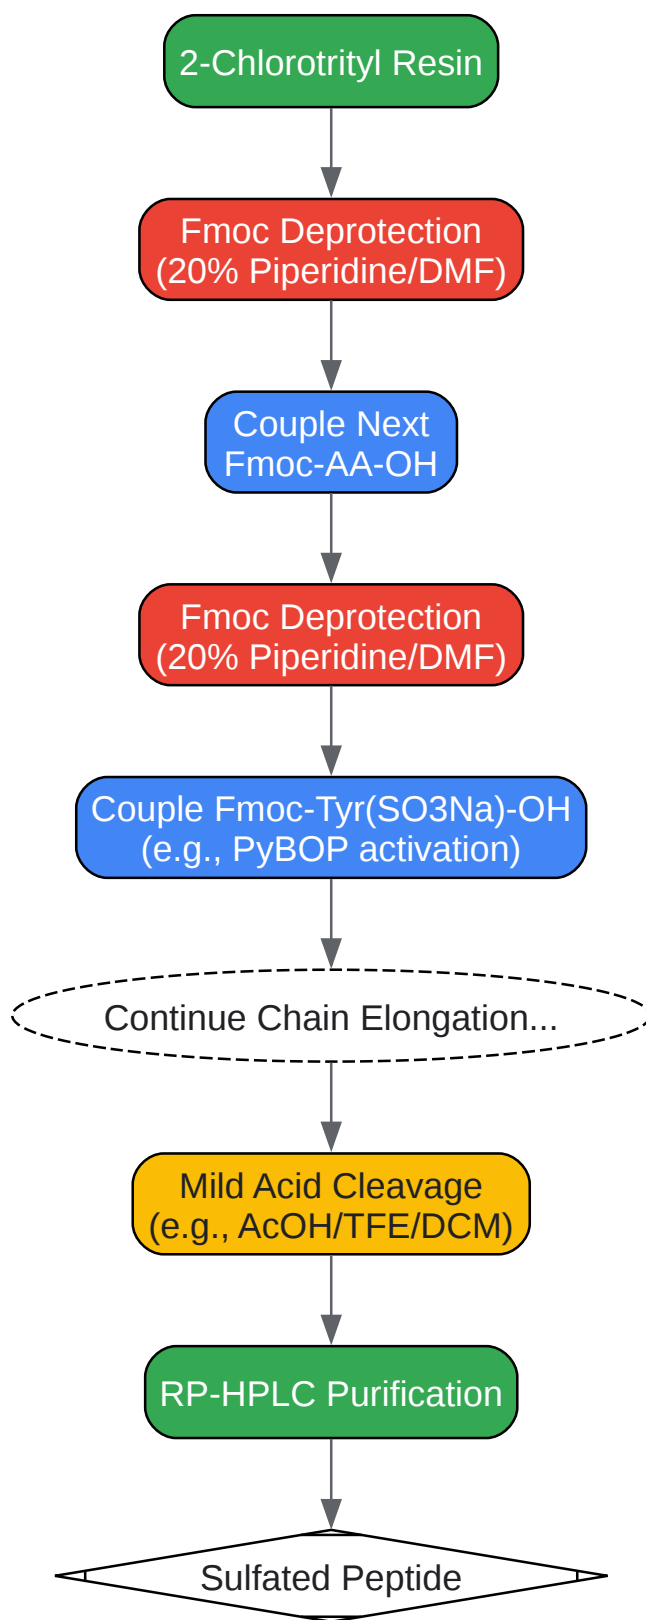 2-Chlorotrityl Resin
Fmoc Deprotection
(20% Piperidine/DMF)
Couple Next
Fmoc-AA-OH
Fmoc Deprotection
(20% Piperidine/DMF)
Couple Fmoc-Tyr(SO3Na)-OH
(e.g., PyBOP activation)
Continue Chain Elongation...
Mild Acid Cleavage
(e.g., AcOH/TFE/DCM)
RP-HPLC Purification
Sulfated Peptide